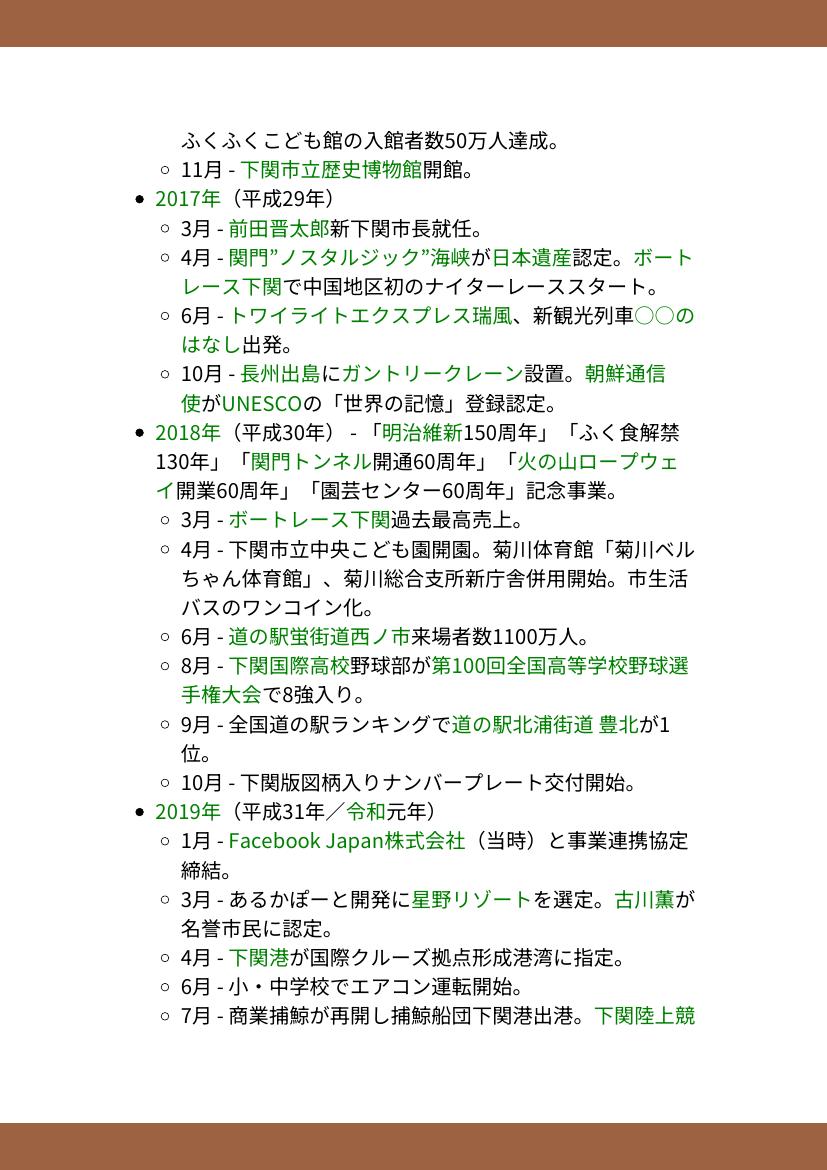 ふくふくこども館の入館者数50万人達成。
11月 - 下関市立歴史博物館開館。
2017年（平成29年）
3月 - 前田晋太郎新下関市長就任。
4月 - 関門”ノスタルジック”海峡が日本遺産認定。ボート
レース下関で中国地区初のナイターレーススタート。
6月 - トワイライトエクスプレス瑞風、新観光列車○○の
はなし出発。
10月 - 長州出島にガントリークレーン設置。朝鮮通信
使がUNESCOの「世界の記憶」登録認定。
2018年（平成30年） - 「明治維新150周年」「ふく食解禁
130年」「関門トンネル開通60周年」「火の山ロープウェ
イ開業60周年」「園芸センター60周年」記念事業。
3月 - ボートレース下関過去最高売上。
4月 - 下関市立中央こども園開園。菊川体育館「菊川ベル
ちゃん体育館」、菊川総合支所新庁舎併用開始。市生活
バスのワンコイン化。
6月 - 道の駅蛍街道西ノ市来場者数1100万人。
8月 - 下関国際高校野球部が第100回全国高等学校野球選
手権大会で8強入り。
9月 - 全国道の駅ランキングで道の駅北浦街道 豊北が1
位。
10月 - 下関版図柄入りナンバープレート交付開始。
2019年（平成31年／令和元年）
1月 - Facebook Japan株式会社（当時）と事業連携協定
締結。
3月 - あるかぽーと開発に星野リゾートを選定。古川薫が
名誉市民に認定。
4月 - 下関港が国際クルーズ拠点形成港湾に指定。
6月 - 小・中学校でエアコン運転開始。
7月 - 商業捕鯨が再開し捕鯨船団下関港出港。下関陸上競